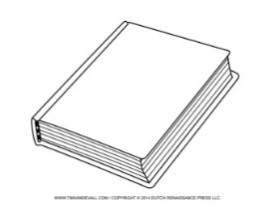 WWW.TIMVANDEVALL.COM | COPYRIGHT © 2014 DUTCH RENAISSANCE PRESS LLC.